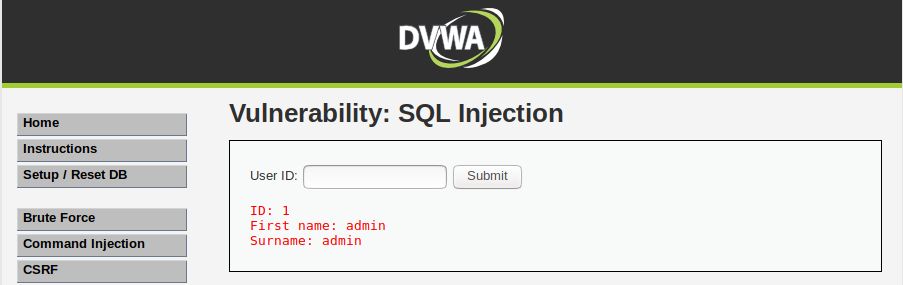 DVWA
Vulnerability: SQL Injection
Home
Instructions
Setup / Reset DB
Brute Force
Command Injection
CSRF
User ID:
Submit
ID: 1
First name: admin
Surname: admin